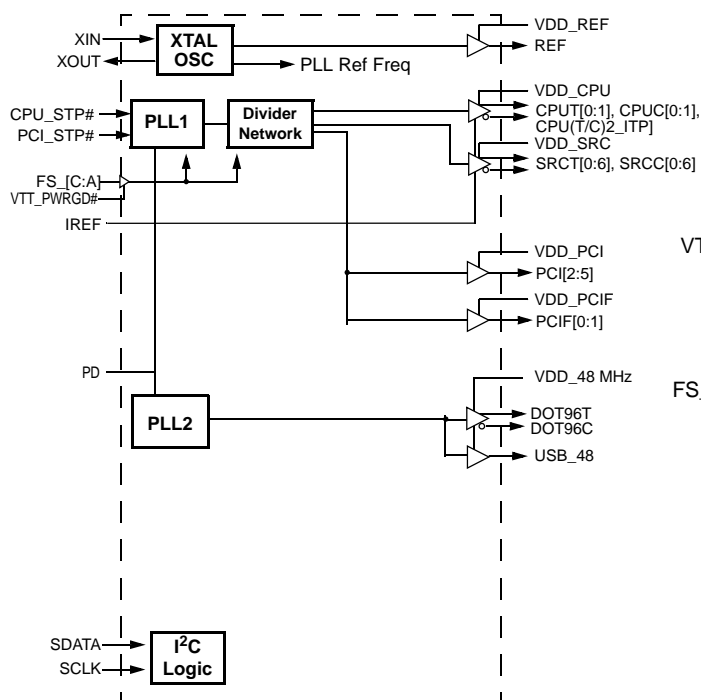 XIN
XOUT
XTAL
OSC
PLL Ref Freq
VDD_REF
REF
CPU_STP#
PCI_STP#
PLL1
Divider
Network
VDD_CPU
CPUT[0:1], CPUC[0:1],
CPU(T/C)2_ITP]
VDD_SRC
SRCT[0:6], SRCC[0:6]
FS_[C:A]
VTT_PWRGD#
IREF
VT
VDD_PCI
PCI[2:5]
VDD_PCIF
PCIF[0:1]
PD
PLL2
VDD_48 MHz
FS_
DOT96T
DOT96C
USB_48
SDATA
SCLK
I²C
Logic